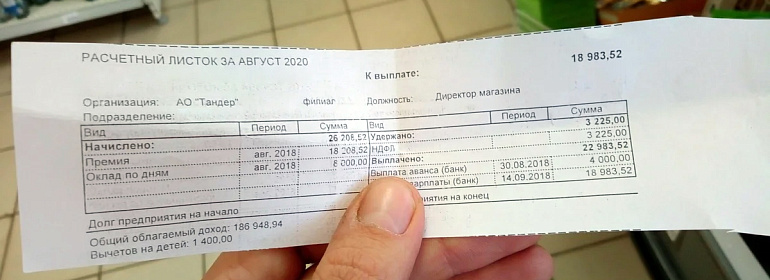 РАСЧЕТНЫЙ ЛИСТОК ЗА АВГУСТ 2020
К выплате: 18 983,52
Организация: АО "Тандер" филиал Должность: Директор магазина
Подразделение:
Вид Период Сумма Вид Период Сумма
Начислено: 26 208,52 Удержано: 3 225,00
Премия авг. 2018 18 208,52 НДФЛ 3 225,00
Оклад по дням авг. 2018 8 000,00 Выплачено: 22 983,52
Выплата аванса (банк) 30.08.2018 4 000,00
зарплаты (банк) 14.09.2018 18 983,52
Долг предприятия на начало на конец
Общий облагаемый доход: 186 948,94
Вычетов на детей: 1 400,00